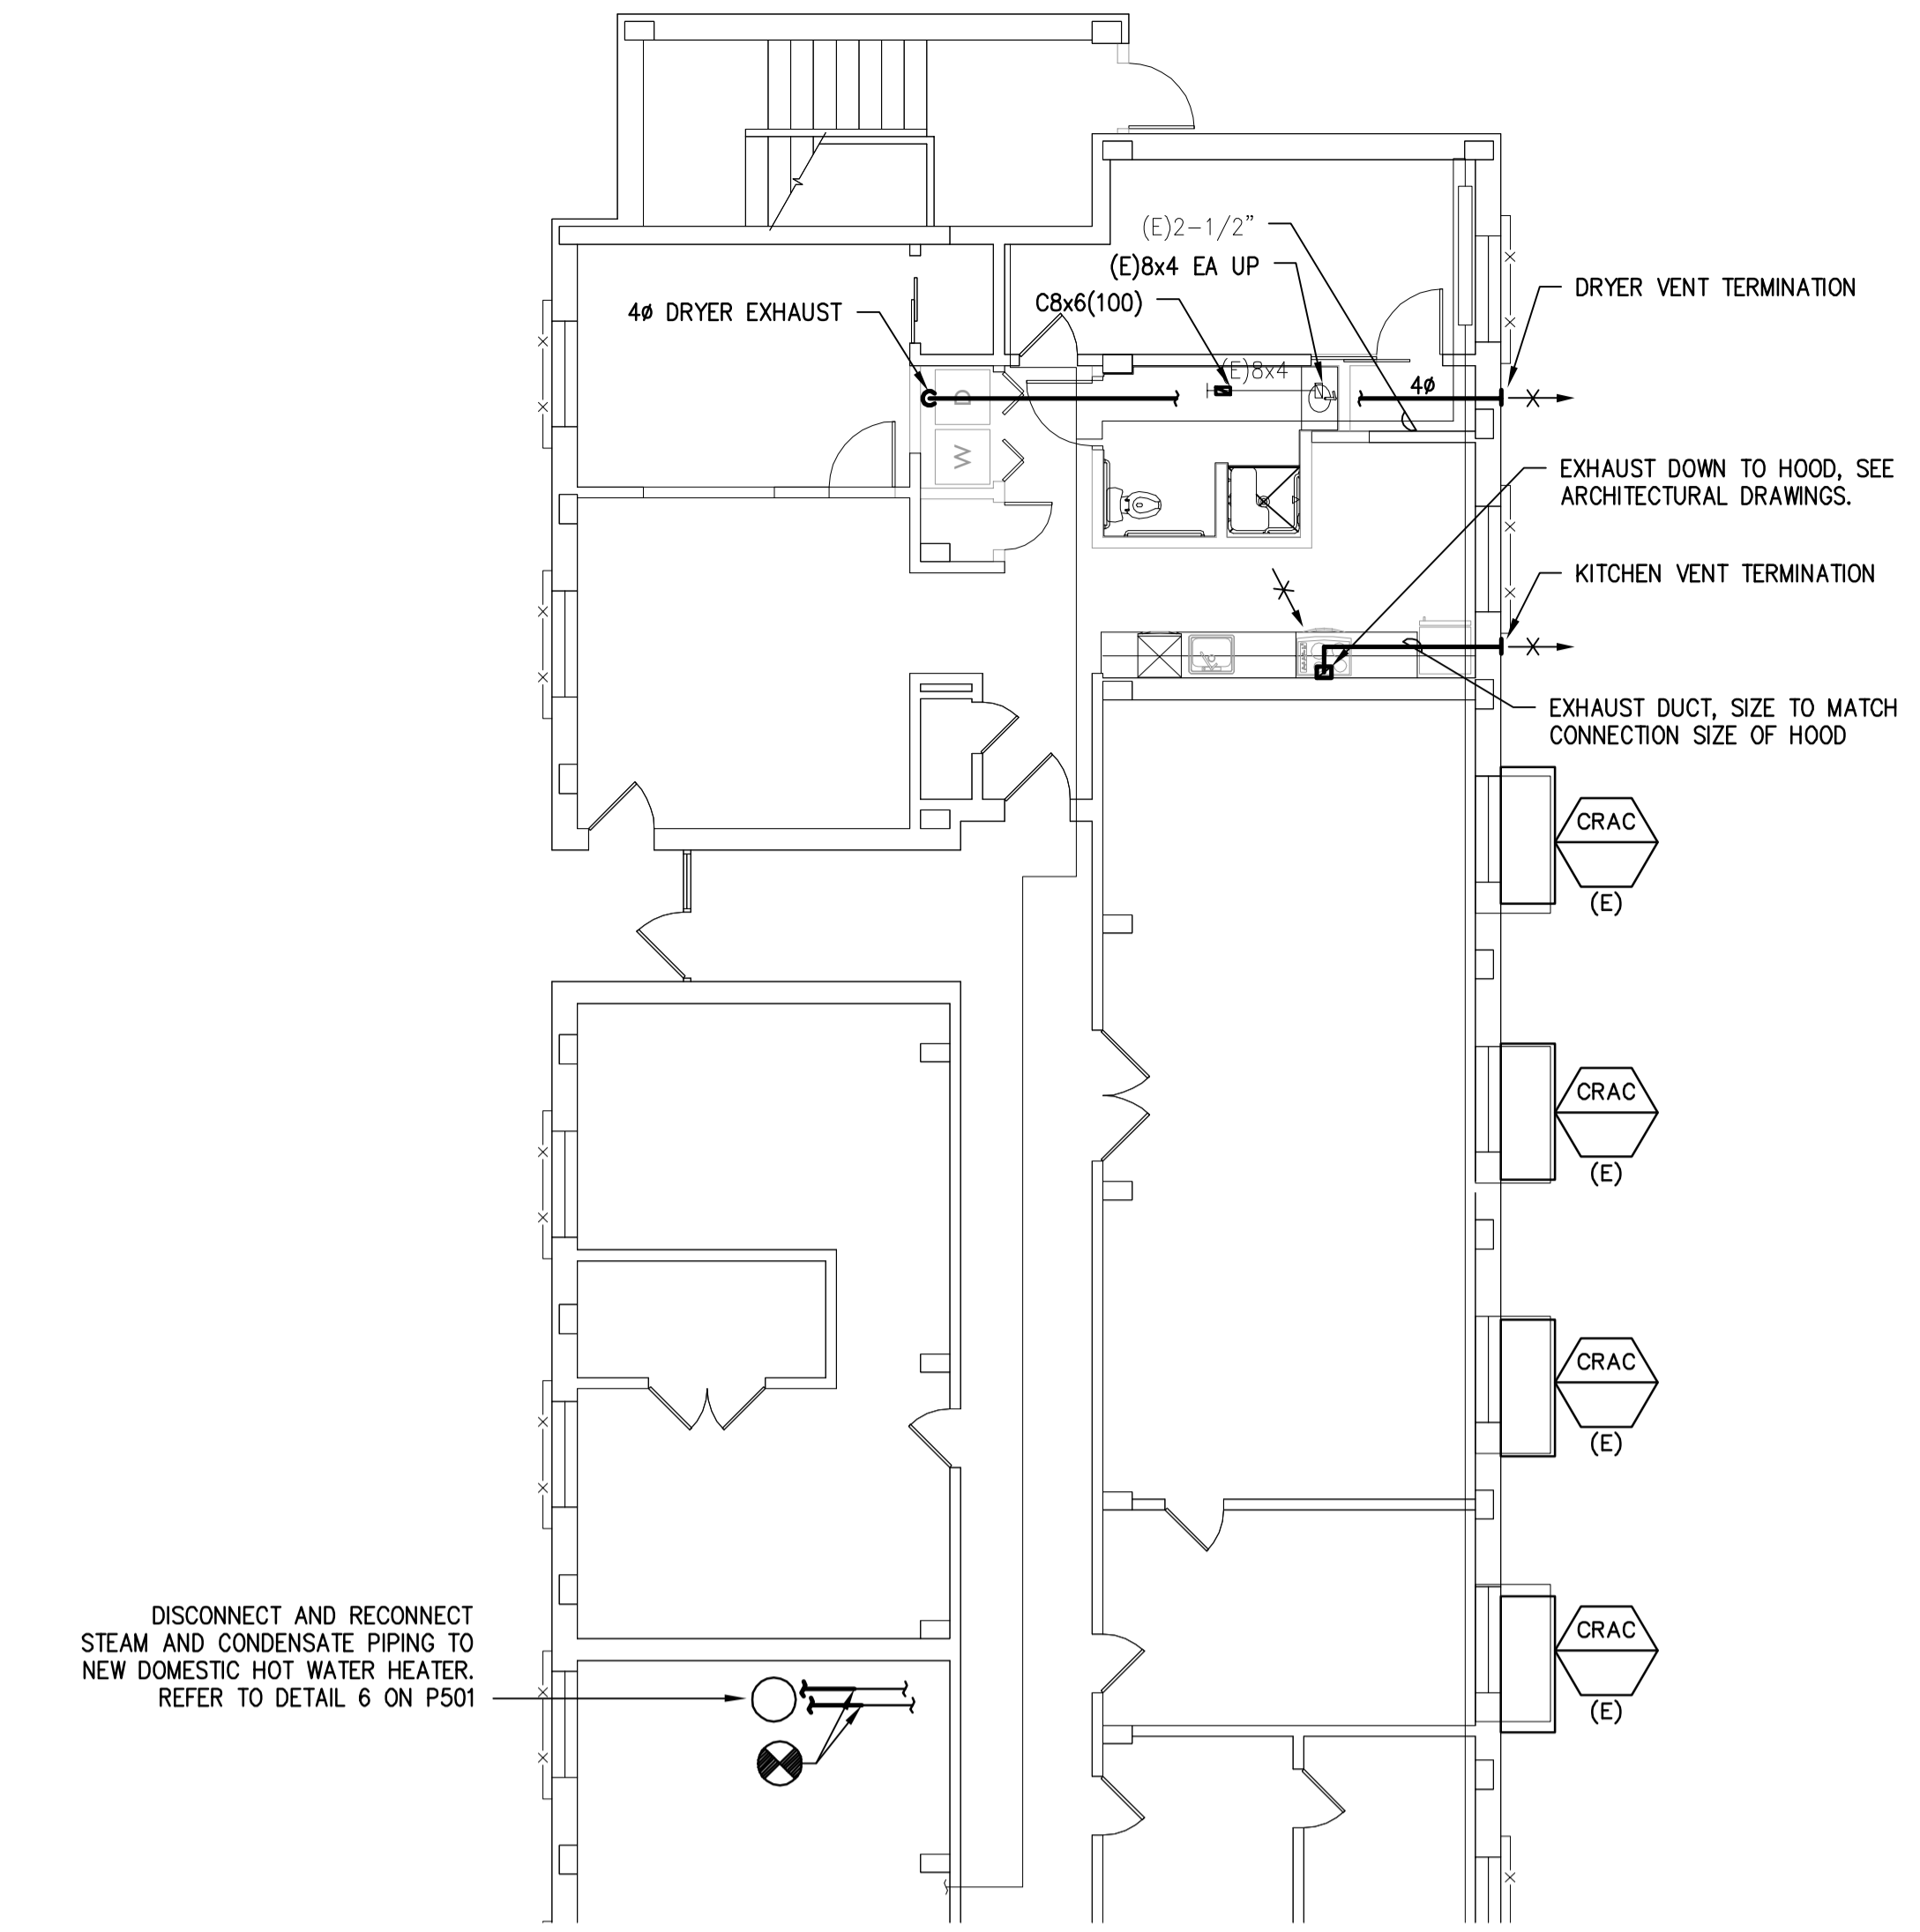 (E)2-1/2"
(E)8x4 EA UP
C8x6(100)
4ø DRYER EXHAUST
DRYER VENT TERMINATION
(E)8x4
4ø
D
W
EXHAUST DOWN TO HOOD, SEE
ARCHITECTURAL DRAWINGS.
KITCHEN VENT TERMINATION
EXHAUST DUCT, SIZE TO MATCH
CONNECTION SIZE OF HOOD
CRAC
(E)
CRAC
(E)
CRAC
(E)
CRAC
(E)
DISCONNECT AND RECONNECT
STEAM AND CONDENSATE PIPING TO
NEW DOMESTIC HOT WATER HEATER.
REFER TO DETAIL 6 ON P501